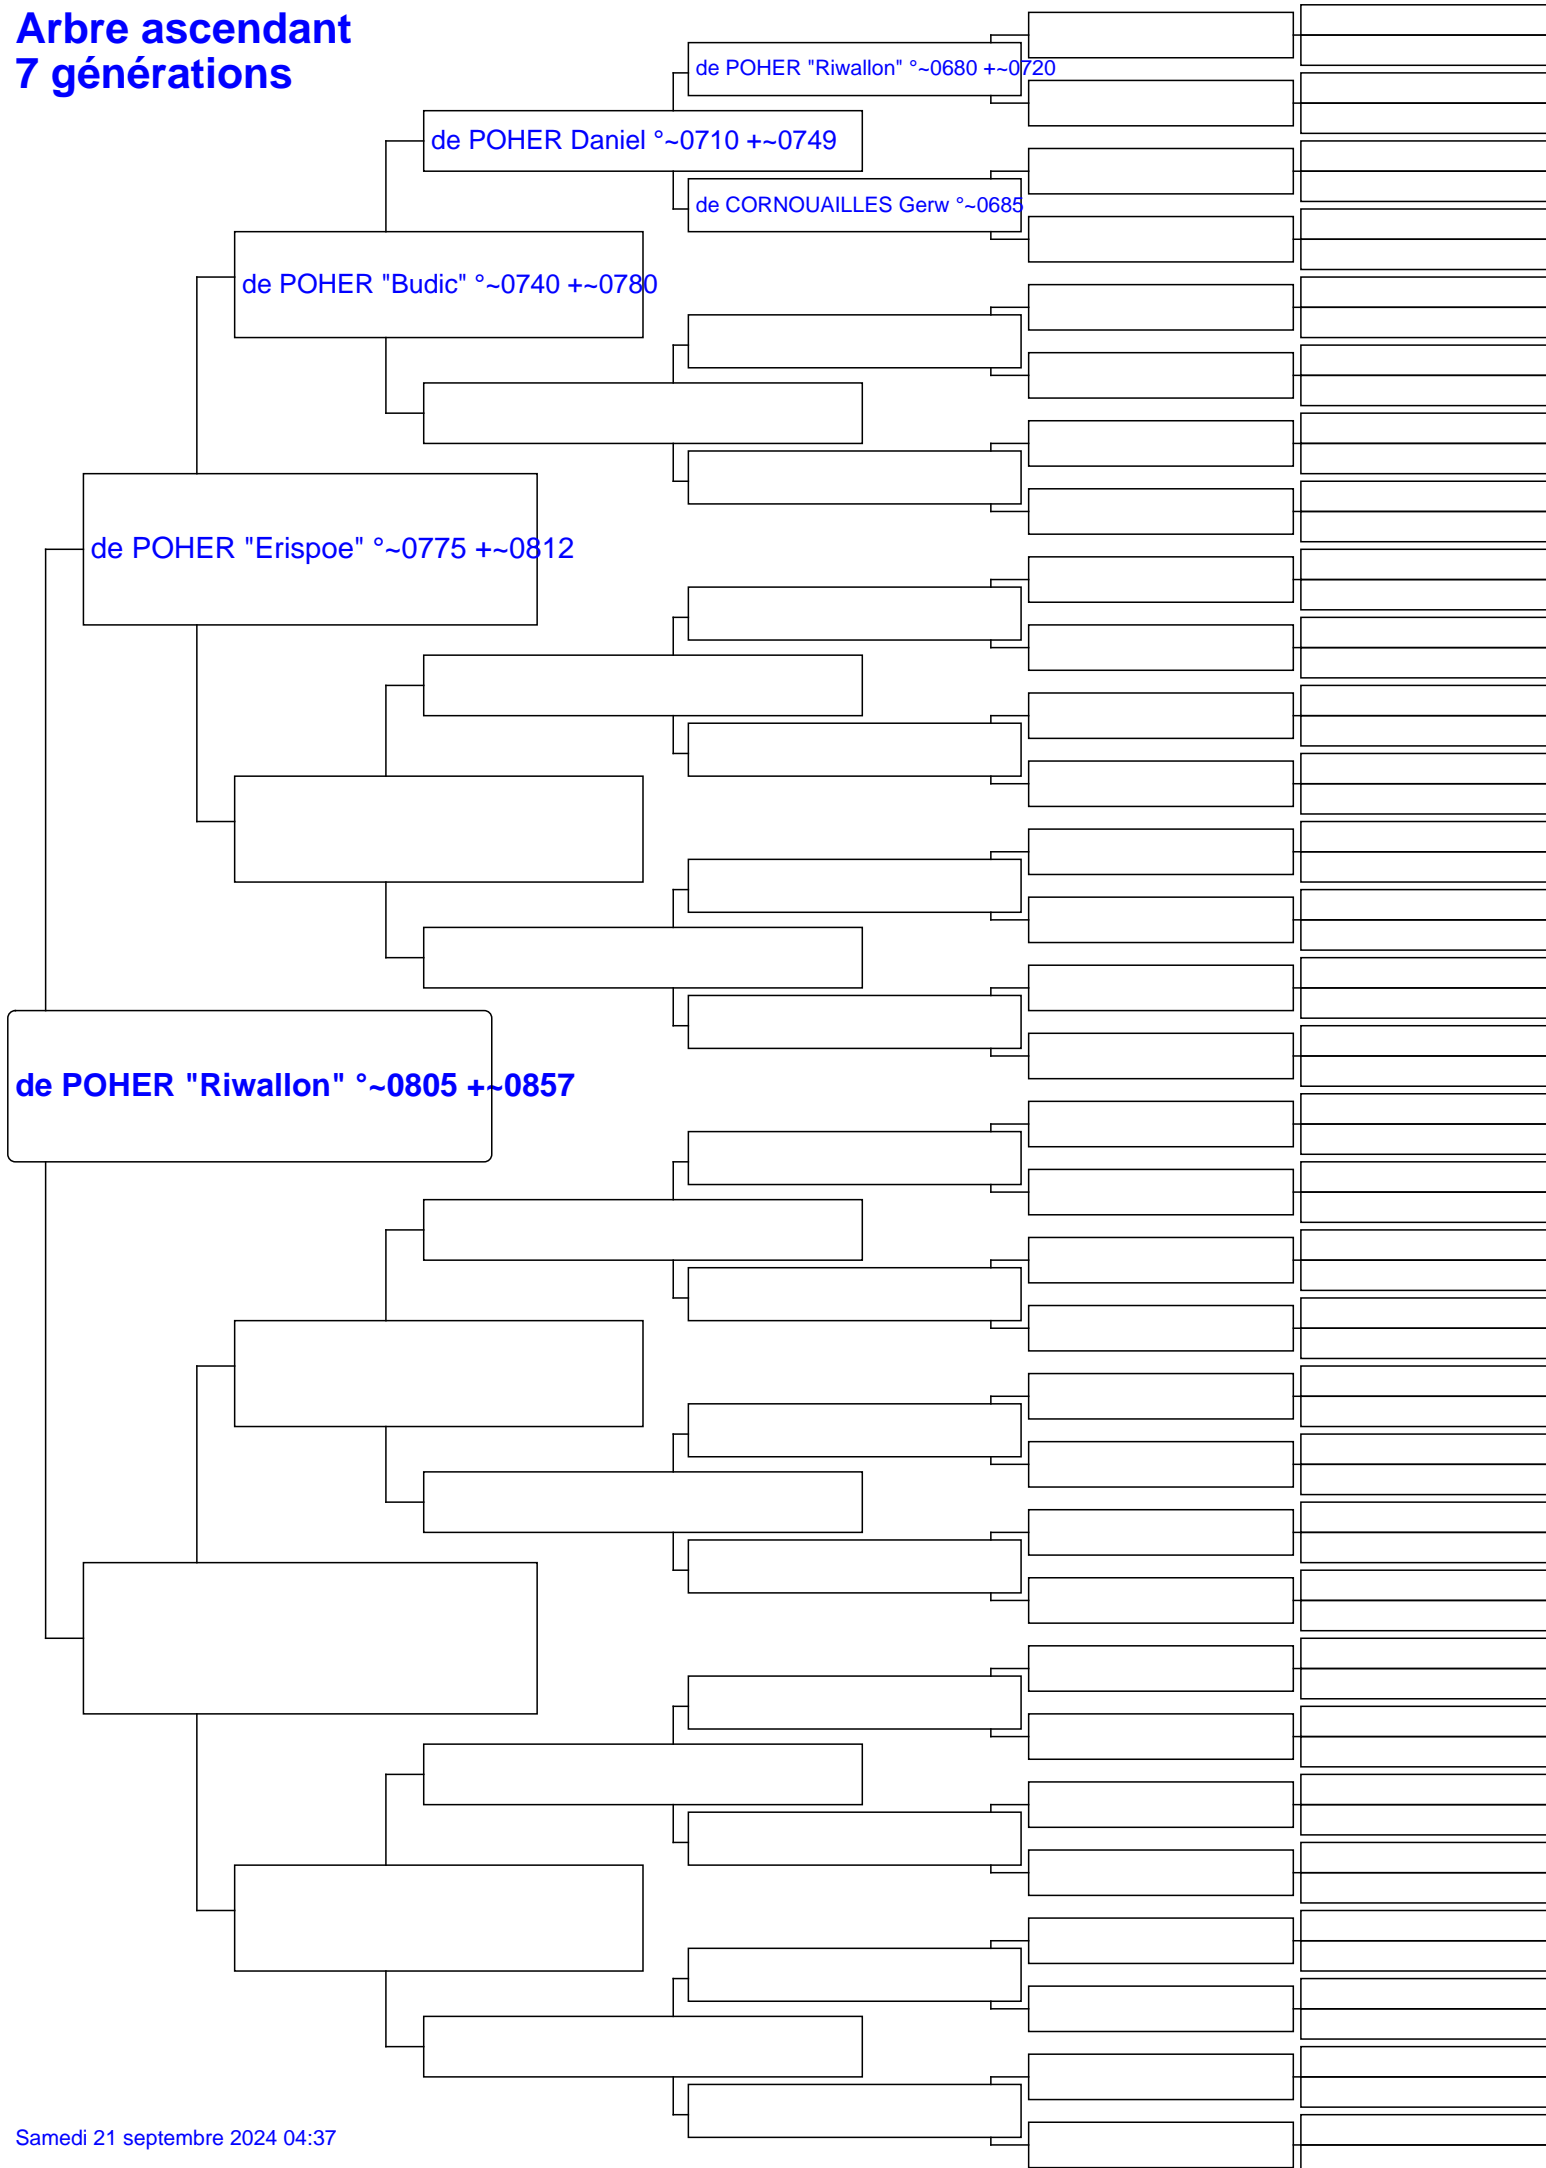 Arbre ascendant
7 générations
de POHER "Riwallon" °~0680 +~0720
de POHER Daniel °~0710 +~0749
de CORNOUAILLES Gerw °~0685
de POHER "Budic" °~0740 +~0780
de POHER "Erispoe" °~0775 +~0812
de POHER "Riwallon" °~0805 +~0857
Samedi 21 septembre 2024 04:37